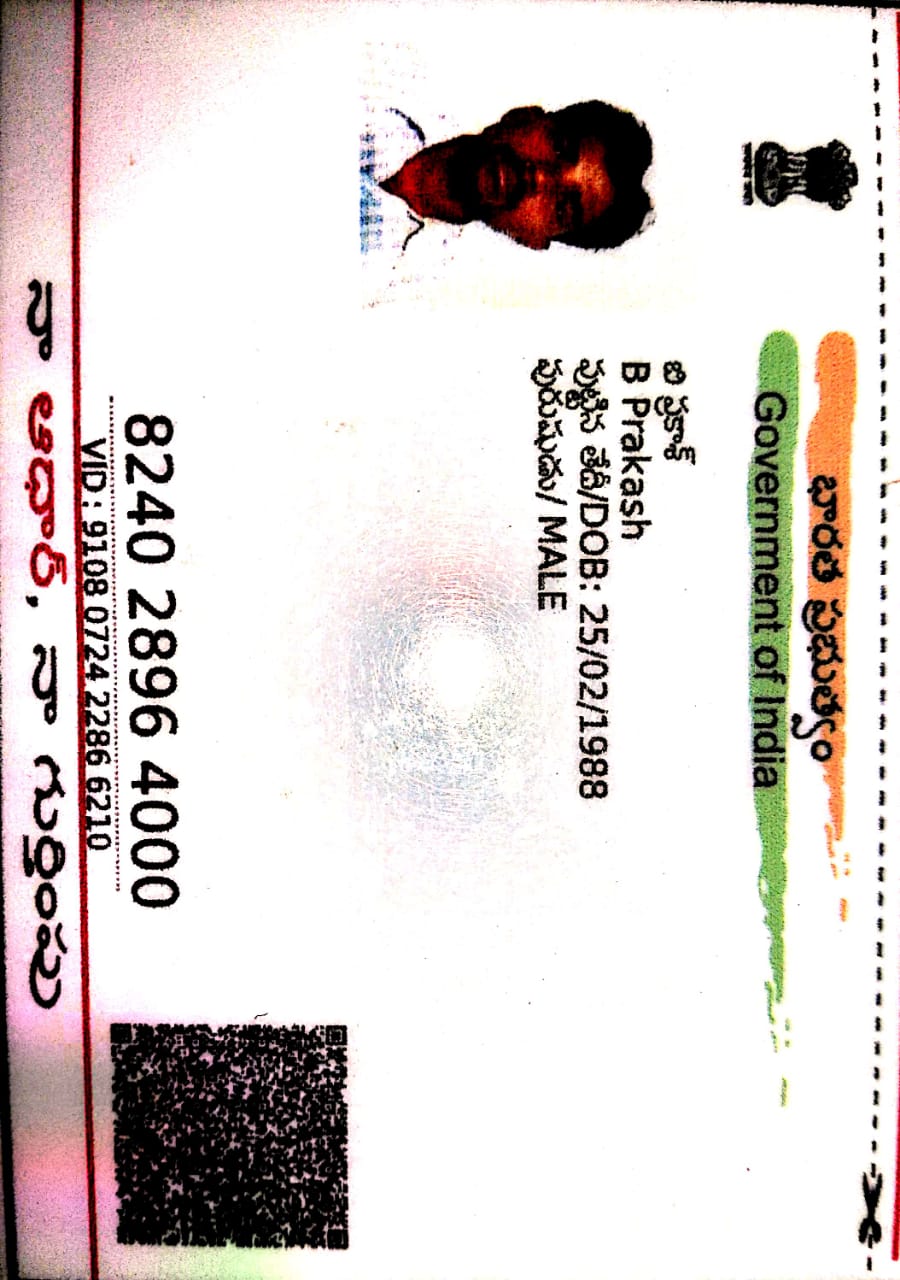 భారత ప్రభుత్వం
Government of India
బి ప్రకాశ్
B Prakash
పుట్టిన తేదీ/DOB: 25/02/1988
పురుషుడు/ MALE
8240 2896 4000
VID : 9108 0724 2286 6210
నా ఆధార్, నా గుర్తింపు